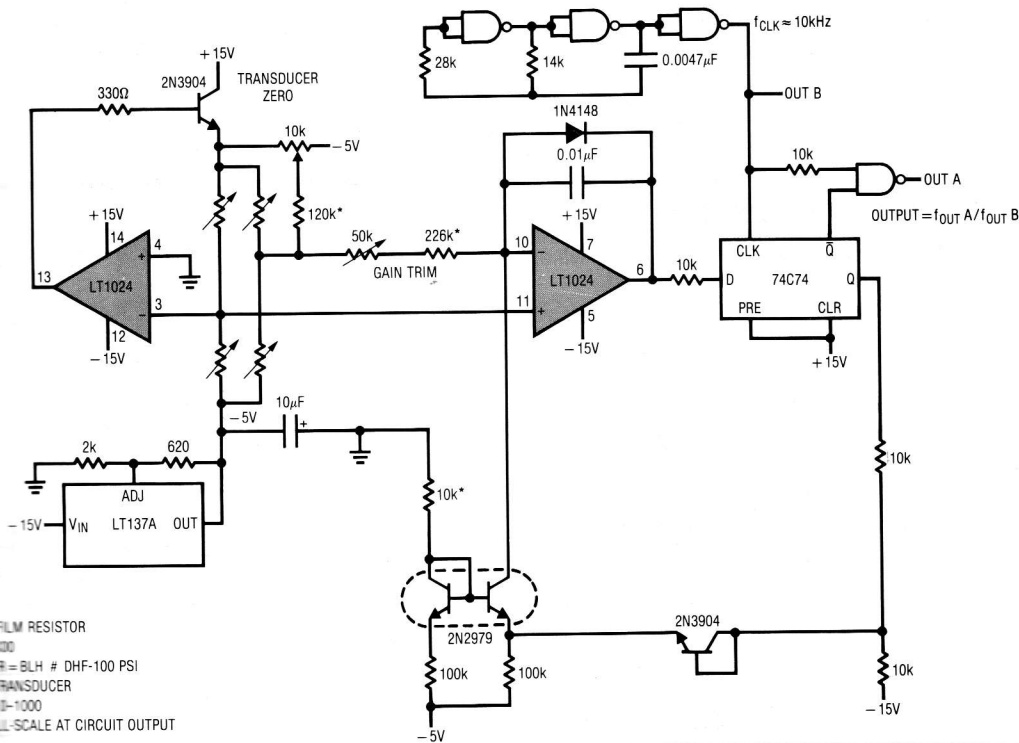 fCLK ≈ 10kHz
28k
14k
0.0047μF
OUT B
+15V
2N3904
TRANSDUCER
ZERO
330Ω
10k
−5V
120k*
50k
226k*
GAIN TRIM
1N4148
0.01μF
10k
OUT A
OUTPUT = fOUT A/fOUT B
+15V
14
4
+
13
LT1024
3
−
12
−15V
+15V
10
−
7
LT1024
6
11
+
5
−15V
10k
CLK
Q̅
D
74C74
Q
PRE
CLR
+15V
−5V
10μF
+
2k
620
ADJ
−15V
VIN
LT137A
OUT
10k*
10k
2N2979
2N3904
100k
100k
10k
−5V
−15V
RESISTOR
= BLH # DHF-100 PSI
-1000
-SCALE AT CIRCUIT OUTPUT